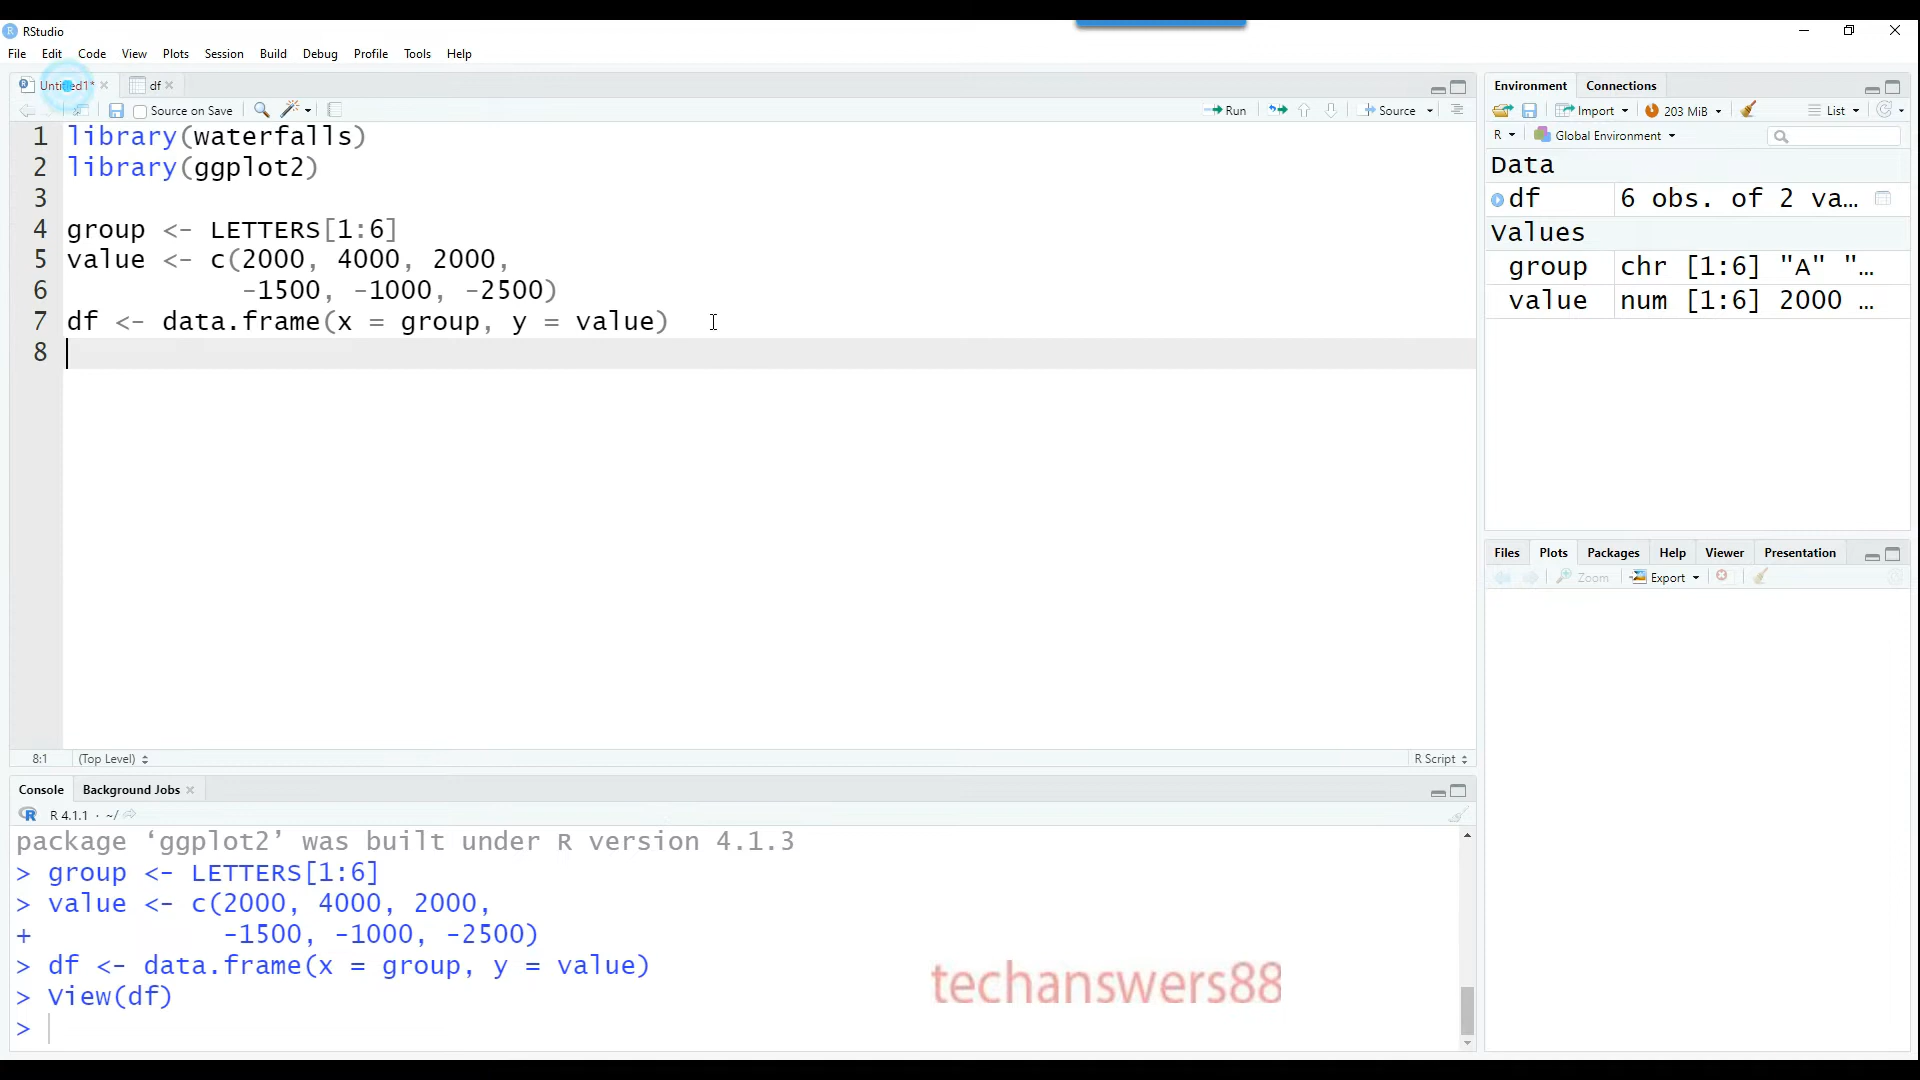 RStudio
File Edit Code View Plots Session Build Debug Profile Tools Help
Untitled1* df
Source on Save Run Source
1 library(waterfalls)
2 library(ggplot2)
3
4 group <- LETTERS[1:6]
5 value <- c(2000, 4000, 2000,
6 -1500, -1000, -2500)
7 df <- data.frame(x = group, y = value)
8
8:1 (Top Level) R Script
Console Background Jobs
R 4.1.1 · ~/
package ‘ggplot2’ was built under R version 4.1.3
> group <- LETTERS[1:6]
> value <- c(2000, 4000, 2000,
+ -1500, -1000, -2500)
> df <- data.frame(x = group, y = value)
> View(df)
>
techanswers88
Environment Connections
Import 203 MiB List
R Global Environment
Data
df 6 obs. of 2 va…
Values
group chr [1:6] "A" "…
value num [1:6] 2000 …
Files Plots Packages Help Viewer Presentation
Zoom Export